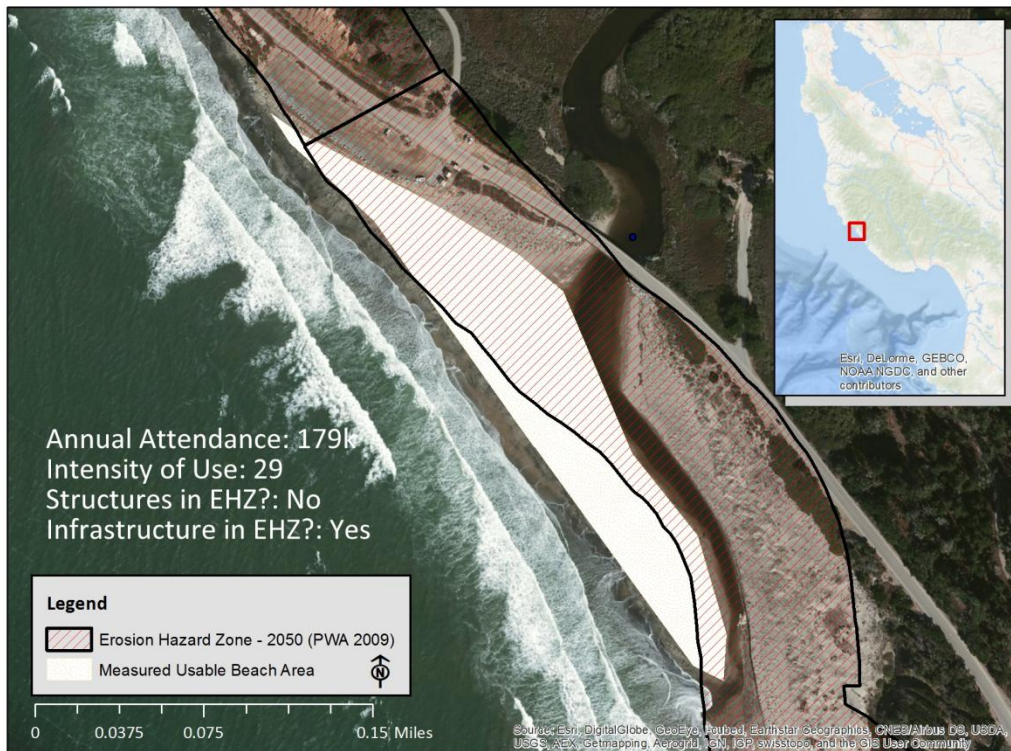 Esri, DeLorme, GEBCO,
NOAA NGDC, and other
contributors
Annual Attendance: 179k
Intensity of Use: 29
Structures in EHZ?: No
Infrastructure in EHZ?: Yes
Legend
Erosion Hazard Zone - 2050 (PWA 2009)
Measured Usable Beach Area
N
0 0.0375 0.075 0.15 Miles
Source: Esri, DigitalGlobe, GeoEye, i-cubed, Earthstar Geographics, CNES/Airbus DS, USDA,
USGS, AEX, Getmapping, Aerogrid, IGN, IGP, swisstopo, and the GIS User Community